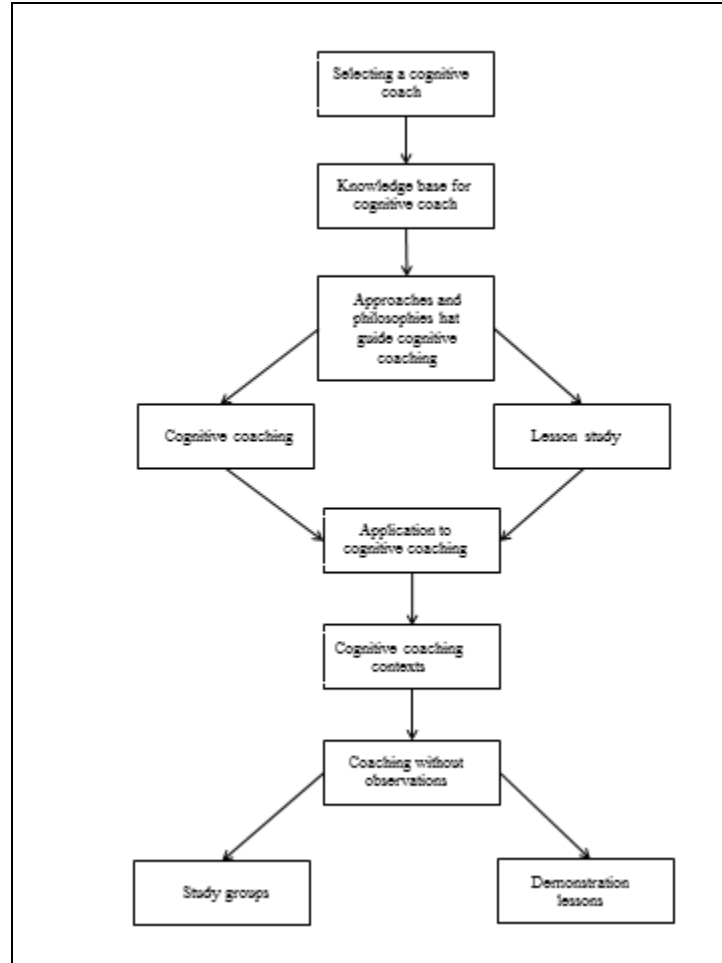 Selecting a cognitive
coach
Knowledge base for
cognitive coach
Approaches and
philosophies hat
guide cognitive
coaching
Cognitive coaching
Lesson study
Application to
cognitive coaching
Cognitive coaching
contexts
Coaching without
observations
Study groups
Demonstration
lessons